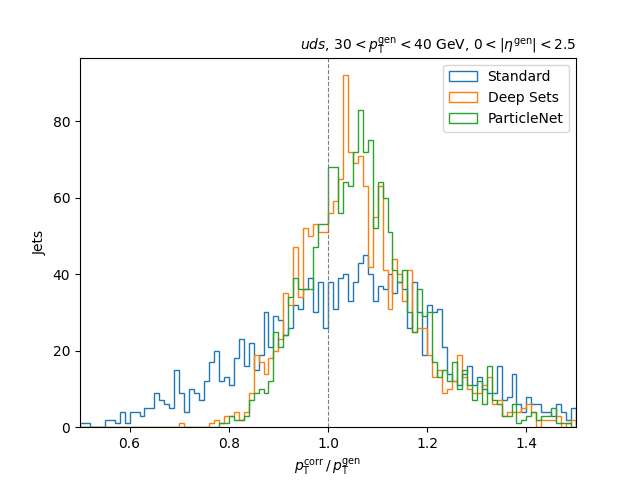 uds, 30 < p_T^gen < 40 GeV, 0 < |η^gen| < 2.5
Standard
Deep Sets
ParticleNet
Jets
80
60
40
20
0
0.6 0.8 1.0 1.2 1.4
p_T^corr / p_T^gen